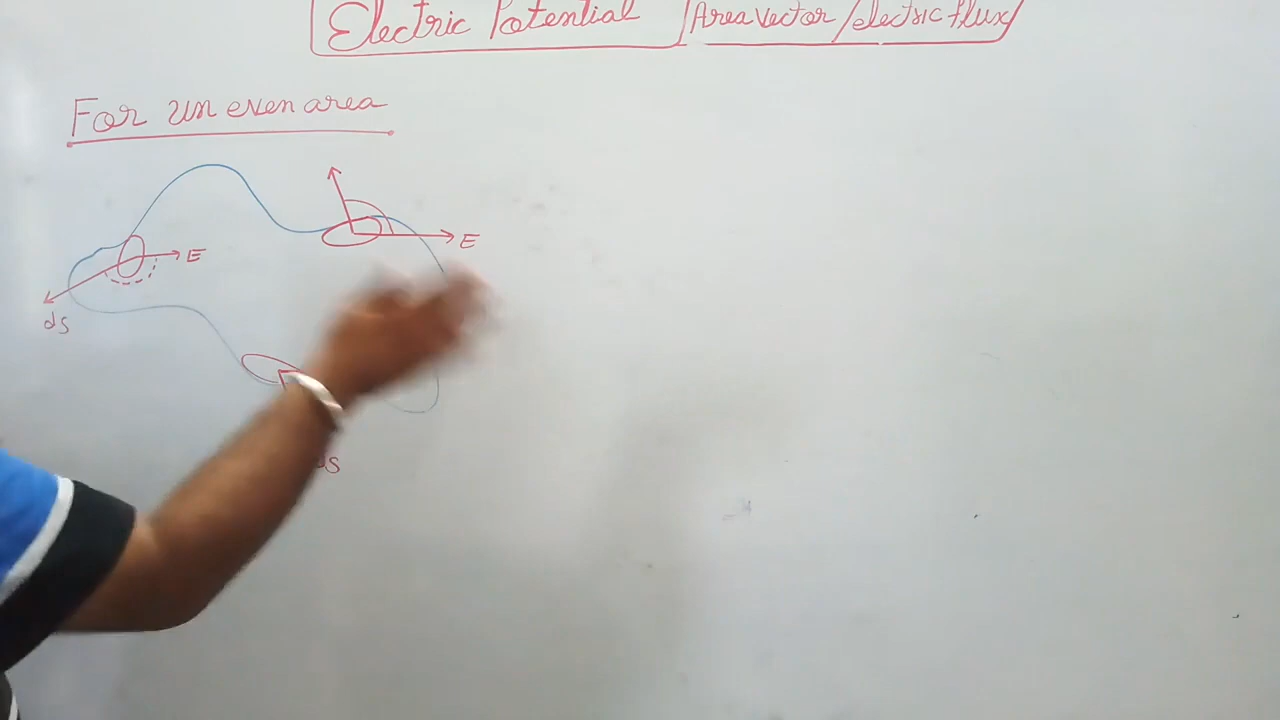 Electric Potential / Area vector / electric flux
For un even area
E
E
ds
ds